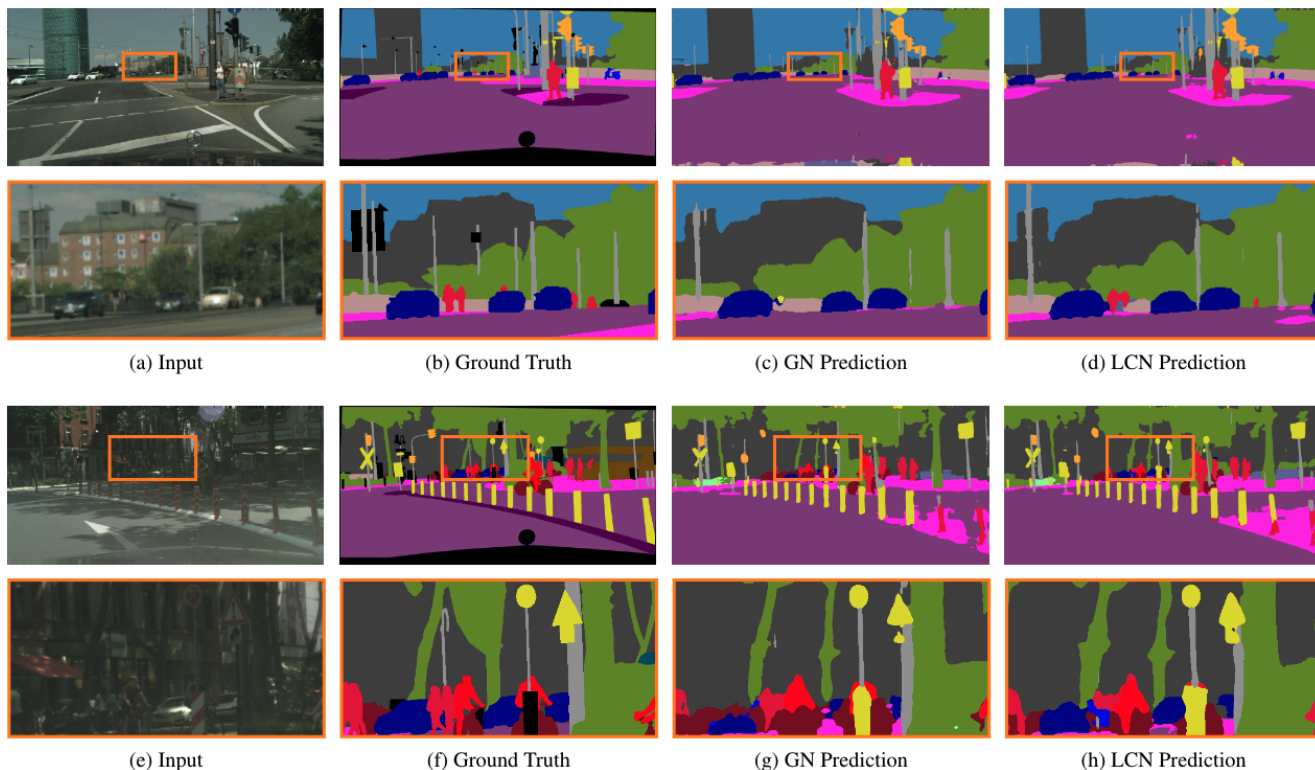 (a) Input
(b) Ground Truth
(c) GN Prediction
(d) LCN Prediction
(e) Input
(f) Ground Truth
(g) GN Prediction
(h) LCN Prediction